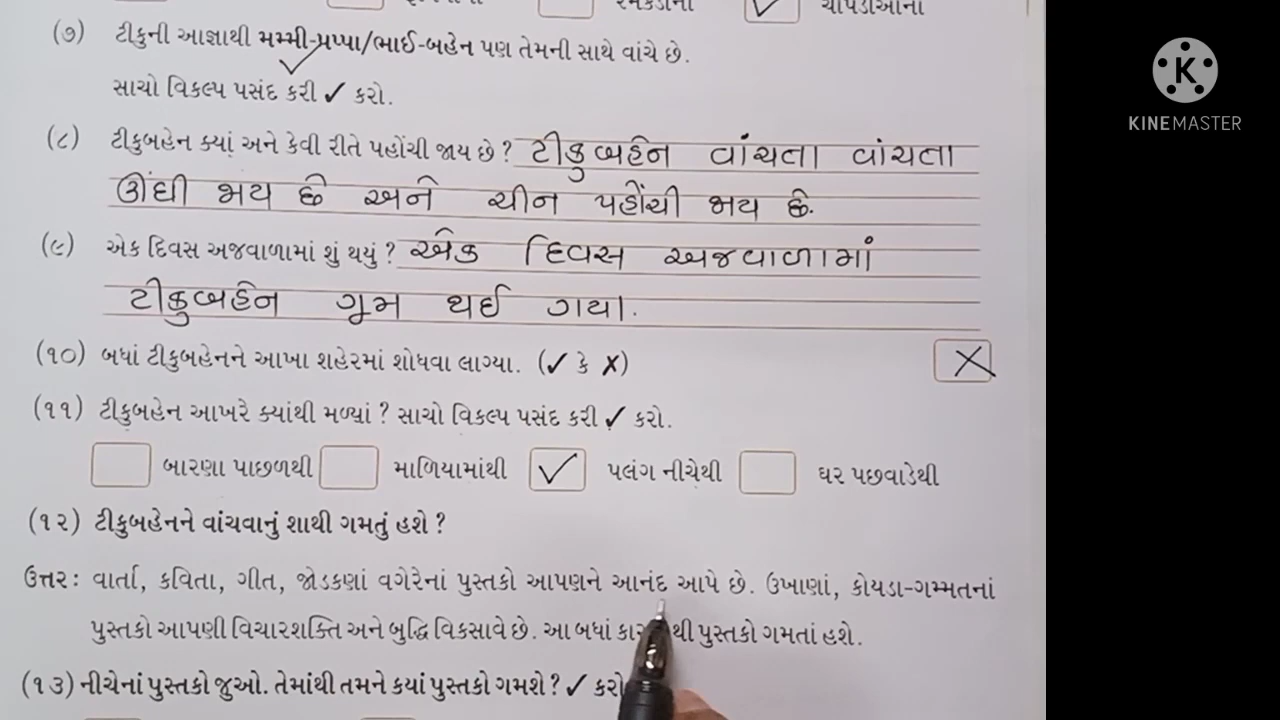 ચોપડીઓના
(૭) ટીકુની આજ્ઞાથી મમ્મી-પ્રપ્પા/ભાઈ-બહેન પણ તેમની સાથે વાંચે છે.
સાચો વિકલ્પ પસંદ કરી ✓ કરો.
(૮) ટીકુબહેન ક્યાં અને કેવી રીતે પહોંચી જાય છે? ટીકુબહેન વાંચતા વાંચતા
ઊંઘી જાય છે અને ચીન પહોંચી જાય છે.
(૯) એક દિવસ અજવાળામાં શું થયું? એક દિવસ અજવાળામાં
ટીકુબહેન ગૂમ થઈ ગયા.
(૧૦) બધાં ટીકુબહેનને આખા શહેરમાં શોધવા લાગ્યા. (✓ કે ✗) ✗
(૧૧) ટીકુબહેન આખરે ક્યાંથી મળ્યાં? સાચો વિકલ્પ પસંદ કરી ✓ કરો.
બારણા પાછળથી માળિયામાંથી ✓ પલંગ નીચેથી ઘર પછવાડેથી
(૧૨) ટીકુબહેનને વાંચવાનું શાથી ગમતું હશે?
ઉત્તર: વાર્તા, કવિતા, ગીત, જોડકણાં વગેરેનાં પુસ્તકો આપણને આનંદ આપે છે. ઉખાણાં, કોયડા-ગમ્મતનાં
પુસ્તકો આપણી વિચારશક્તિ અને બુદ્ધિ વિકસાવે છે. આ બધાં પુસ્તકો ગમતાં હશે.
(૧૩) નીચેનાં પુસ્તકો જુઓ. તેમાંથી તમને કયાં પુસ્તકો ગમશે? ✓ કરો
K
KINEMASTER